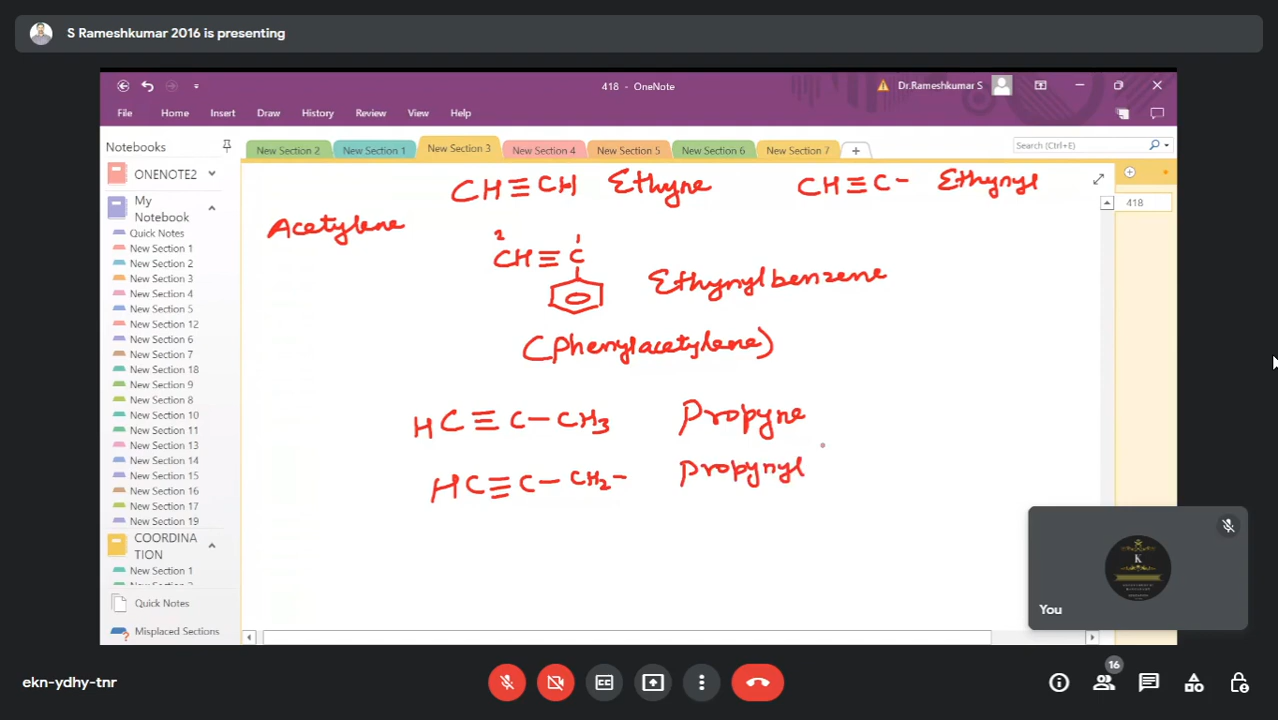 S Rameshkumar 2016 is presenting
418 - OneNote
Dr.Rameshkumar S
File Home Insert Draw History Review View Help
Notebooks
New Section 2 New Section 1 New Section 3 New Section 4 New Section 5 New Section 6 New Section 7 +
Search (Ctrl+E)
ONENOTE2
My Notebook
Quick Notes
New Section 1
New Section 2
New Section 3
New Section 4
New Section 5
New Section 12
New Section 6
New Section 7
New Section 18
New Section 9
New Section 8
New Section 10
New Section 11
New Section 13
New Section 14
New Section 15
New Section 16
New Section 17
New Section 19
COORDINATION
New Section 1
Quick Notes
Misplaced Sections
CH≡CH Ethyne CH≡C- Ethynyl
Acetylene
2 1
CH≡C
Ethynylbenzene
(Phenylacetylene)
HC≡C-CH3 Propyne
HC≡C-CH2- Propynyl
418
K
You
ekn-ydhy-tnr
CC
16